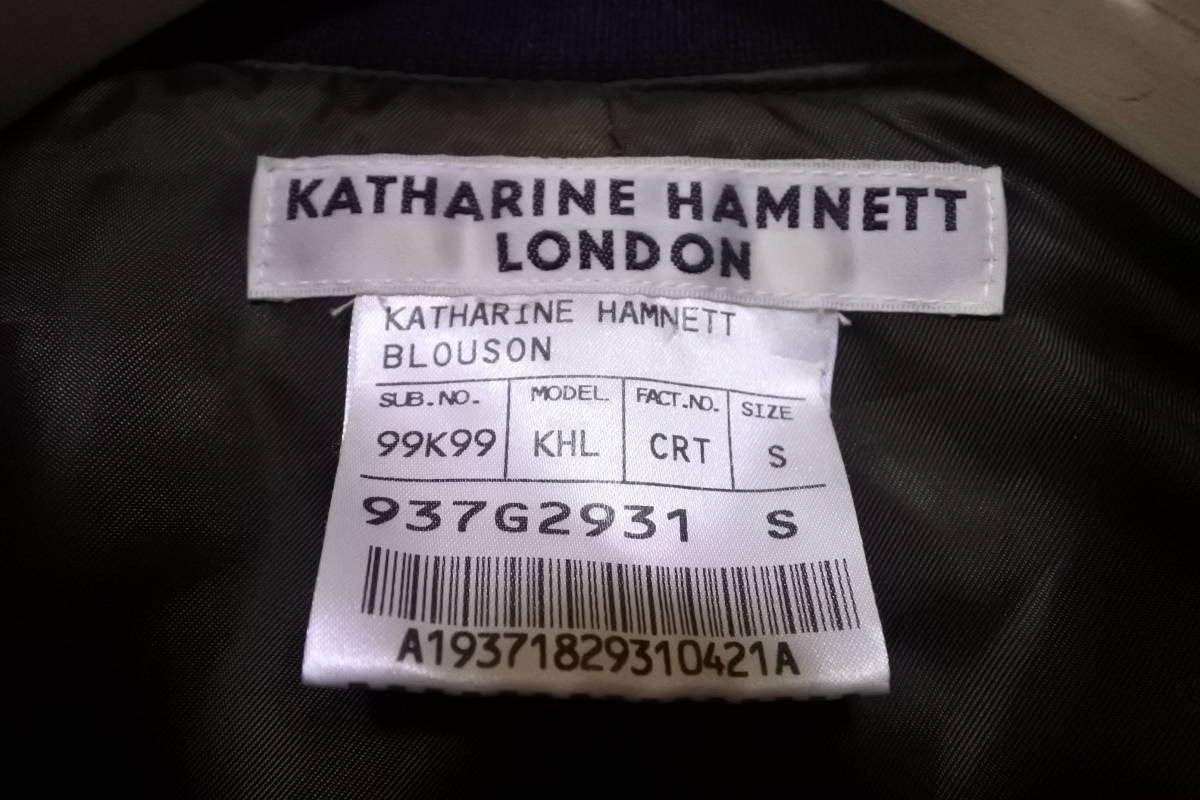 KATHARINE HAMNETT
LONDON
KATHARINE HAMNETT
BLOUSON
SUB.NO. MODEL FACT.NO. SIZE
99K99 KHL CRT S
937G2931 S
A19371829310421A